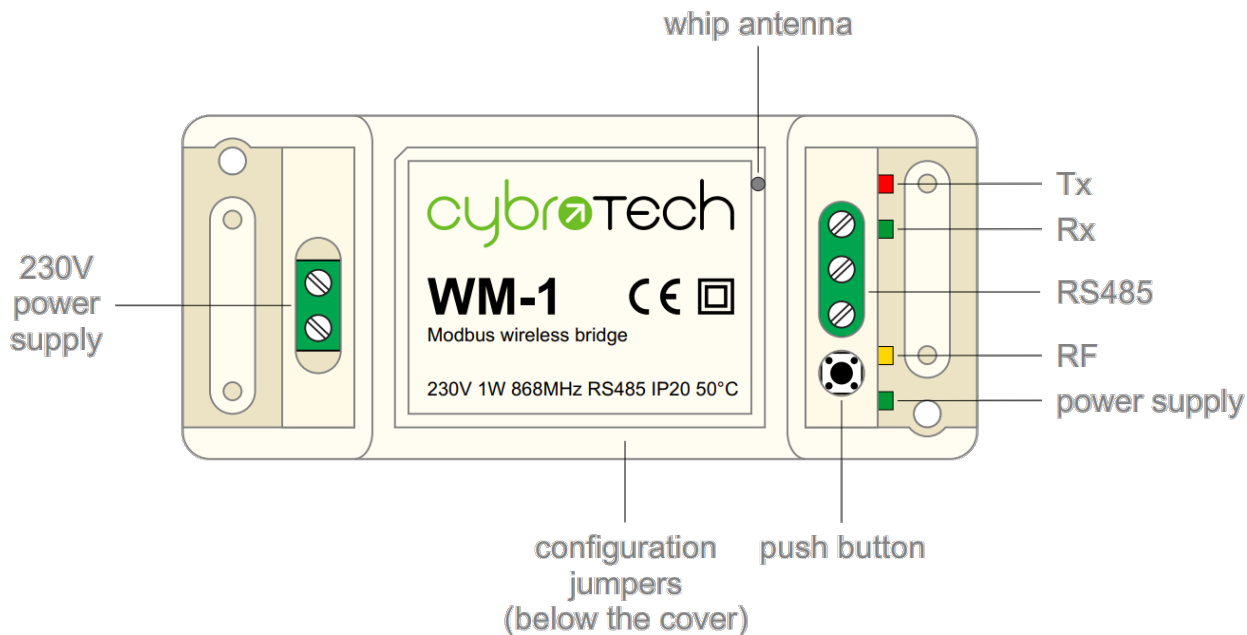 whip antenna
cybrotech
WM-1 CE
Modbus wireless bridge
230V 1W 868MHz RS485 IP20 50°C
230V
power
supply
Tx
Rx
RS485
RF
power supply
configuration
jumpers
(below the cover)
push button